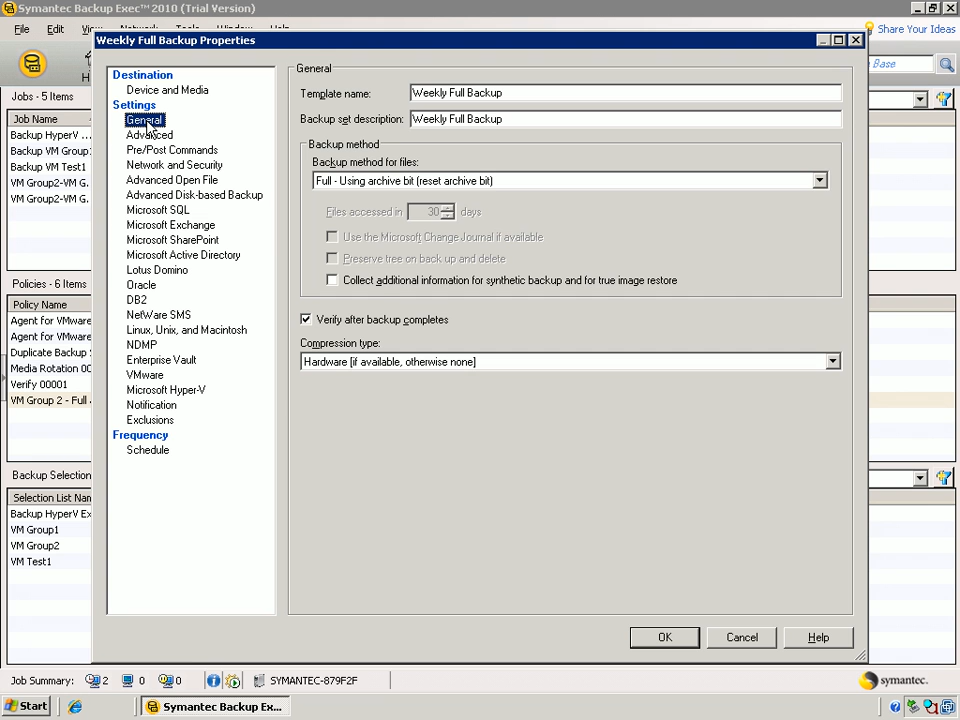 Symantec Backup Exec™ 2010 (Trial Version)
File Edit
Share Your Ideas
Base
Jobs - 5 Items
Job Name
Backup HyperV ...
Backup VM Group
Backup VM Test1
VM Group2-VM G.
VM Group2-VM G.
Policies - 6 Items
Policy Name
Agent for VMware
Agent for VMware
Duplicate Backup
Media Rotation 00
Verify 00001
VM Group 2 - Full
Backup Selection
Selection List Nam
Backup HyperV Ex
VM Group1
VM Group2
VM Test1
Weekly Full Backup Properties
Destination
Device and Media
Settings
General
Advanced
Pre/Post Commands
Network and Security
Advanced Open File
Advanced Disk-based Backup
Microsoft SQL
Microsoft Exchange
Microsoft SharePoint
Microsoft Active Directory
Lotus Domino
Oracle
DB2
NetWare SMS
Linux, Unix, and Macintosh
NDMP
Enterprise Vault
VMware
Microsoft Hyper-V
Notification
Exclusions
Frequency
Schedule
General
Template name: Weekly Full Backup
Backup set description: Weekly Full Backup
Backup method
Backup method for files:
Full - Using archive bit (reset archive bit)
Files accessed in 30 days
Use the Microsoft Change Journal if available
Preserve tree on back up and delete
Collect additional information for synthetic backup and for true image restore
Verify after backup completes
Compression type:
Hardware [if available, otherwise none]
OK Cancel Help
Job Summary: 2 0 0 SYMANTEC-879F2F symantec.
Start Symantec Backup Ex...